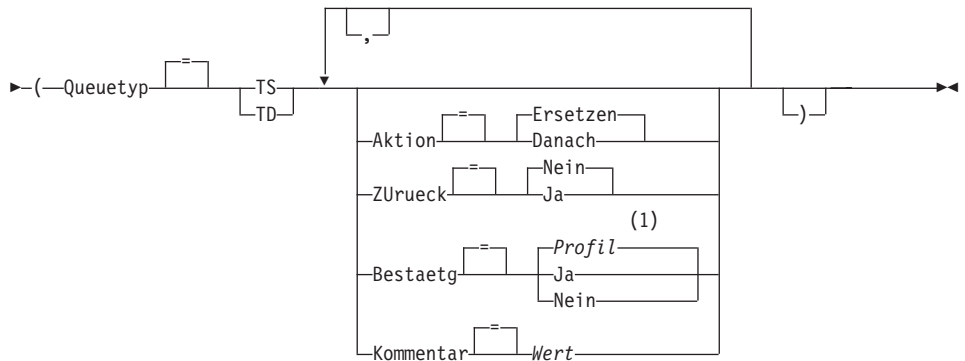 ,
( Queuetyp = TS
TD
)
Aktion = Ersetzen
Danach
ZUrueck = Nein
Ja
(1)
Bestaetg = Profil
Ja
Nein
Kommentar = Wert